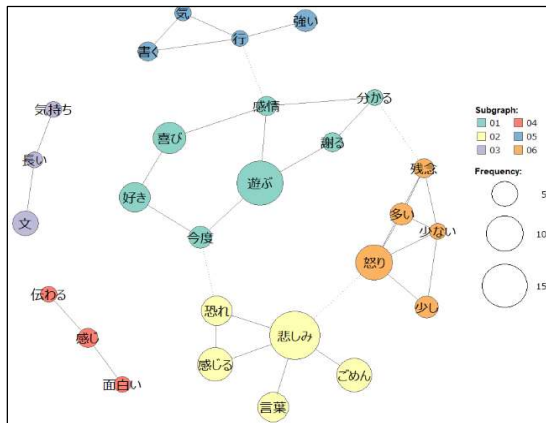 気
強い
行
書く
気持ち
感情
分かる
喜び
謝る
長い
残念
遊ぶ
好き
多い
文
今度
少ない
怒り
恐れ
少し
伝わる
悲しみ
感じ
感じる
ごめん
面白い
言葉
Subgraph:
01 04
02 05
03 06
Frequency:
5
10
15